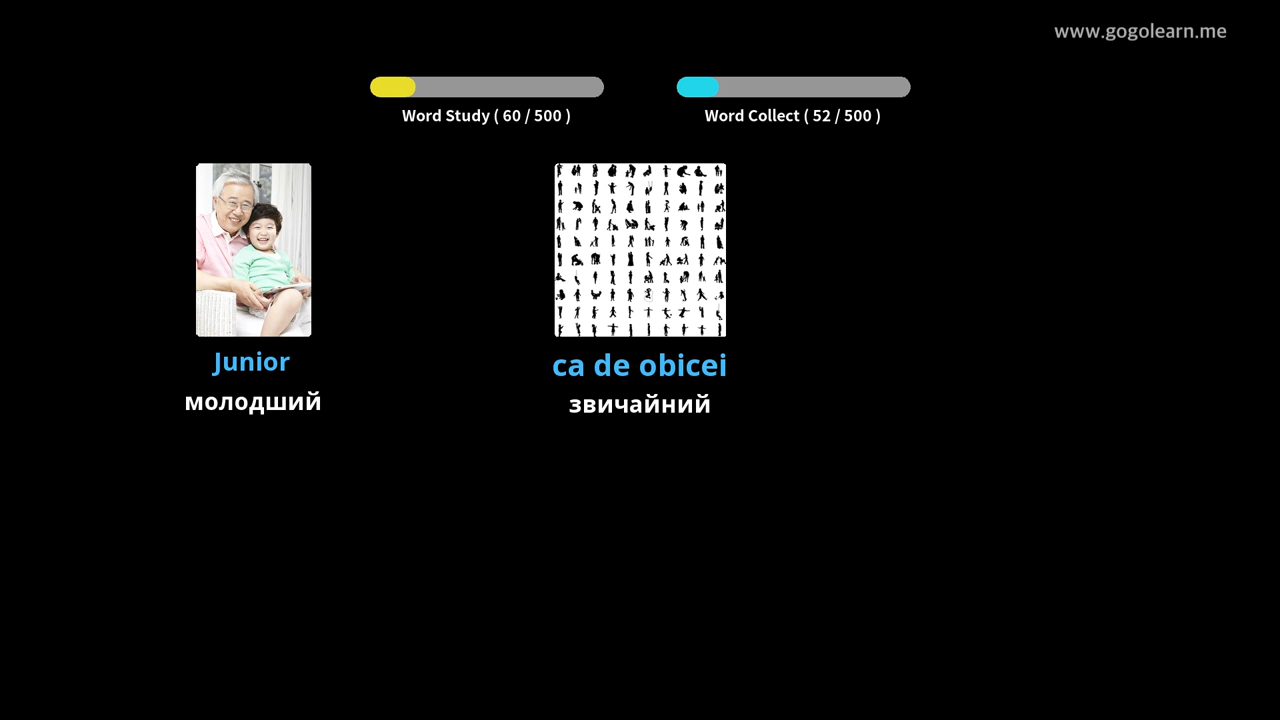 www.gogolearn.me
Word Study ( 60 / 500 )
Word Collect ( 52 / 500 )
Junior
молодший
ca de obicei
звичайний